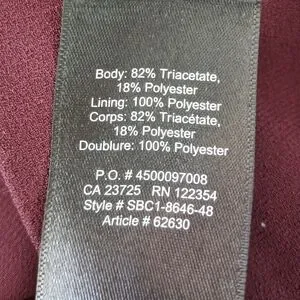 Body: 82% Triacetate,
18% Polyester
Lining: 100% Polyester
Corps: 82% Triacétate,
18% Polyester
Doublure: 100% Polyester
P.O. # 4500097008
CA 23725 RN 122354
Style # SBC1-8646-48
Article # 62630